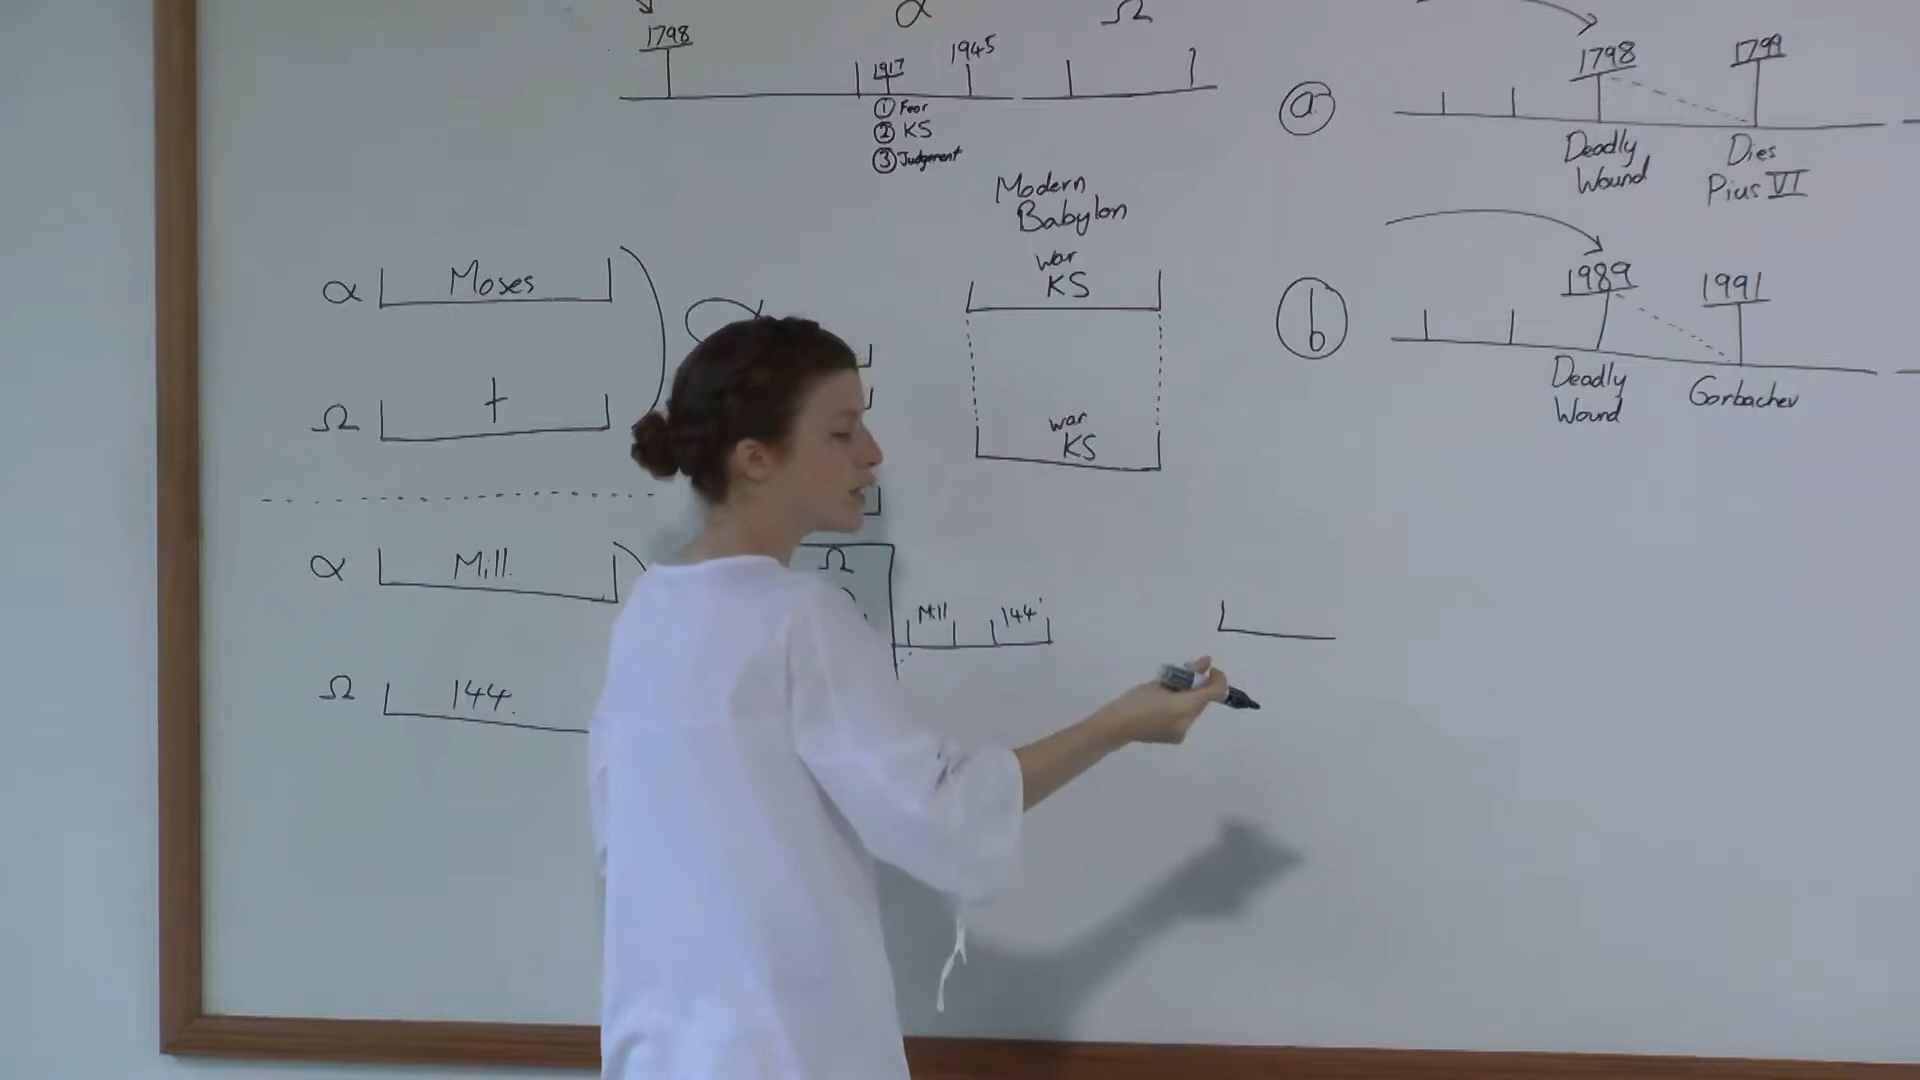 α
Ω
1798
1917
1945
① Fear
② KS
③ Judgement
α Moses
Ω
α Mill.
Ω 144.
Modern
Babylon
war
KS
war
KS
Ω
Mill 144
a
1798 1799
Deadly
Wound
Dies
Pius VI
b
1989 1991
Deadly
Wound
Gorbachev